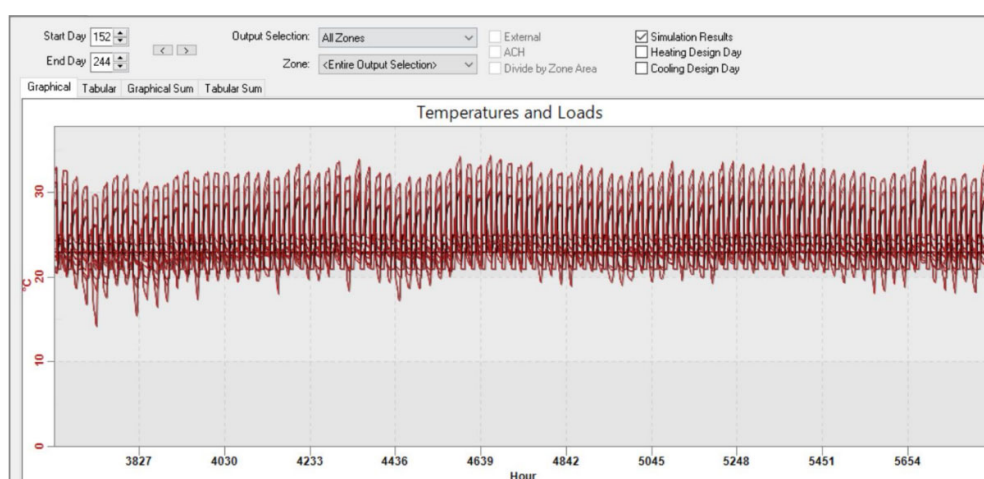 Start Day 152
End Day 244
< >
Output Selection: All Zones
Zone: <Entire Output Selection>
External
ACH
Divide by Zone Area
Simulation Results
Heating Design Day
Cooling Design Day
Graphical Tabular Graphical Sum Tabular Sum
Temperatures and Loads
30
20
°C
10
0
3827 4030 4233 4436 4639 4842 5045 5248 5451 5654
Hour